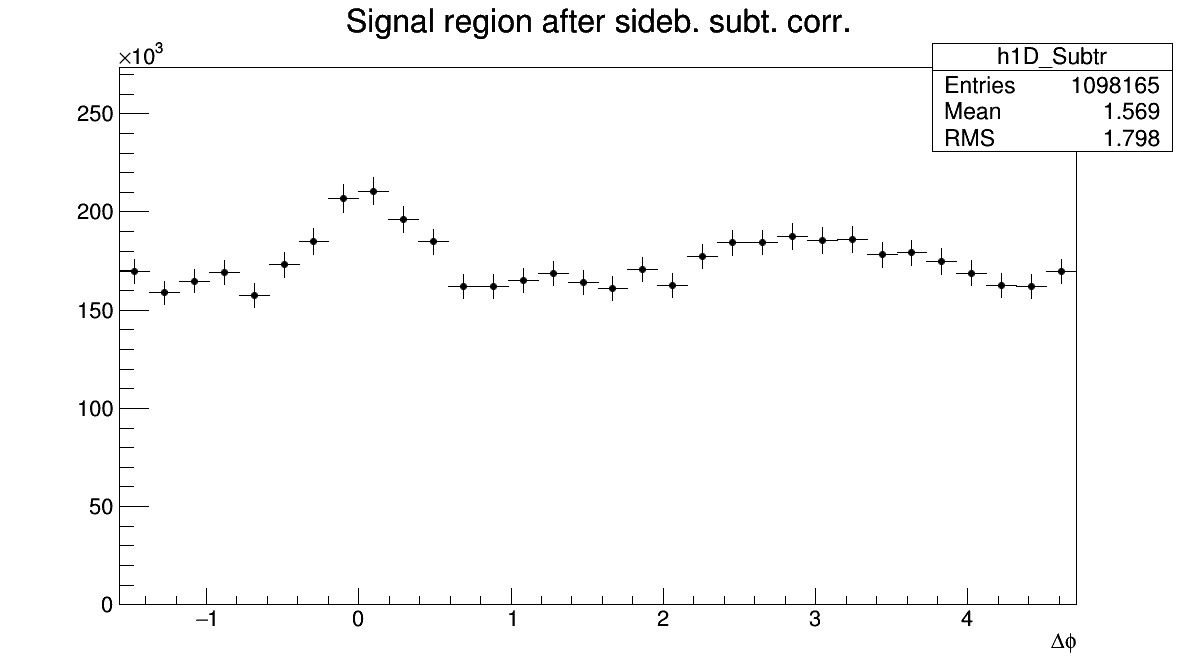 Signal region after sideb. subt. corr.
×10³
h1D_Subtr
Entries 1098165
Mean 1.569
RMS 1.798
250
200
150
100
50
0
−1 0 1 2 3 4
Δϕ